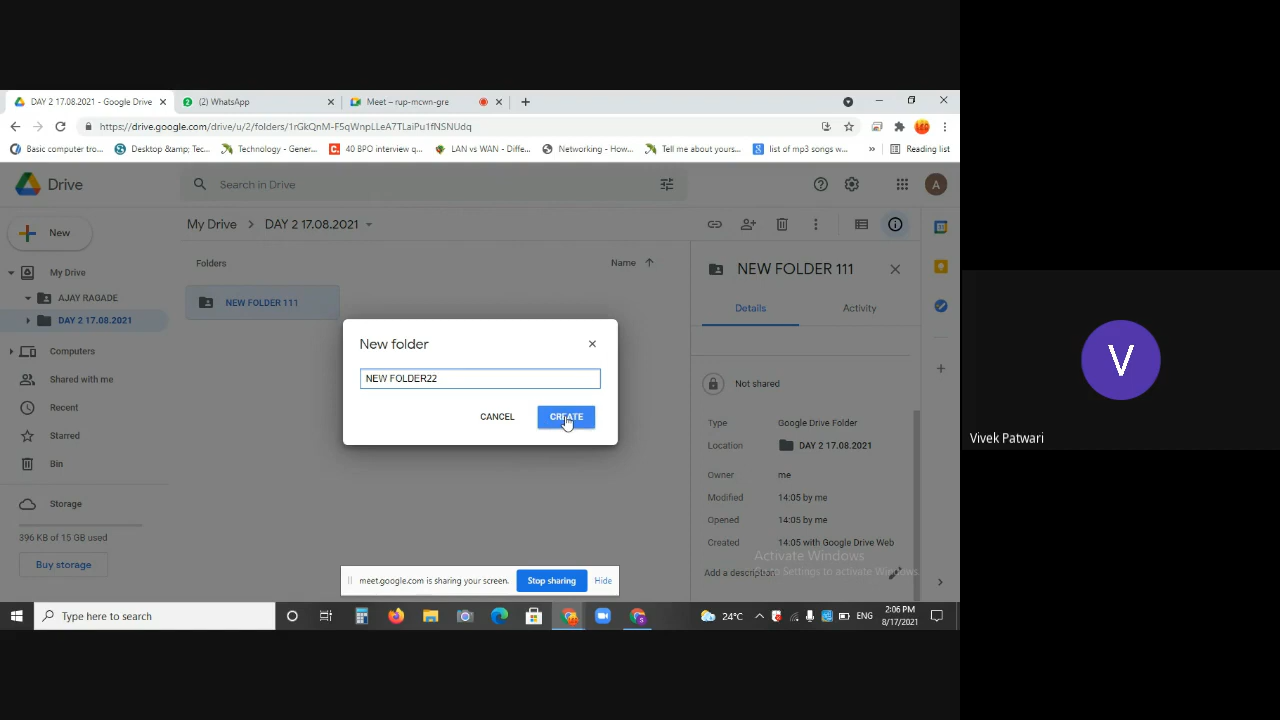 DAY 2 17.08.2021 - Google Drive
(2) WhatsApp
Meet – rup-mcwn-gre
https://drive.google.com/drive/u/2/folders/1rGkQnM-F5qWnpLLeA7TLaiPu1fNSNUdq
Basic computer tro...
Desktop &amp; Tec...
Technology - Gener...
40 BPO interview q...
LAN vs WAN - Diffe...
Networking - How...
Tell me about yours...
list of mp3 songs w...
»
Reading list
Drive
Search in Drive
A
New
My Drive
DAY 2 17.08.2021
My Drive
AJAY RAGADE
DAY 2 17.08.2021
Computers
Shared with me
Recent
Starred
Bin
Storage
396 KB of 15 GB used
Buy storage
Folders
Name
NEW FOLDER 111
New folder
NEW FOLDER22
CANCEL
CREATE
NEW FOLDER 111
Details
Activity
Not shared
Type Google Drive Folder
Location DAY 2 17.08.2021
Owner me
Modified 14:05 by me
Opened 14:05 by me
Created 14:05 with Google Drive Web
Activate Windows
Go to Settings to activate Windows.
Add a description
meet.google.com is sharing your screen.
Stop sharing
Hide
Type here to search
24°C
ENG
2:06 PM
8/17/2021
V
Vivek Patwari